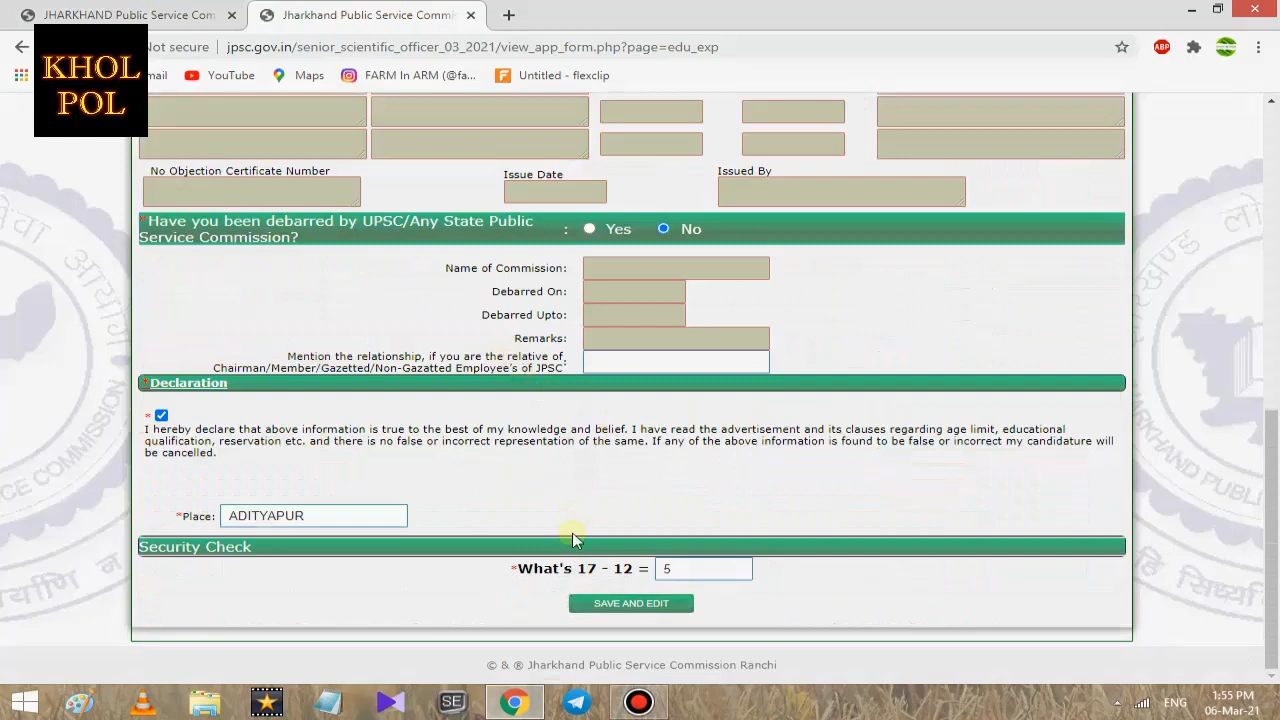 JHARKHAND Public Service Com
Jharkhand Public Service Commis
KHOL
POL
Not secure
jpsc.gov.in/senior_scientific_officer_03_2021/view_app_form.php?page=edu_exp
ABP
mail
YouTube
Maps
FARM In ARM (@fa...
Untitled - flexclip
No Objection Certificate Number
Issue Date
Issued By
*Have you been debarred by UPSC/Any State Public
Service Commission?
: Yes No
Name of Commission:
Debarred On:
Debarred Upto:
Remarks:
Mention the relationship, if you are the relative of
Chairman/Member/Gazetted/Non-Gazatted Employee's of JPSC:
*Declaration
*
I hereby declare that above information is true to the best of my knowledge and belief. I have read the advertisement and its clauses regarding age limit, educational
qualification, reservation etc. and there is no false or incorrect representation of the same. If any of the above information is found to be false or incorrect my candidature will
be cancelled.
*Place: ADITYAPUR
Security Check
*What's 17 - 12 = 5
SAVE AND EDIT
© & ® Jharkhand Public Service Commission Ranchi
SE
ENG
1:55 PM
06-Mar-21